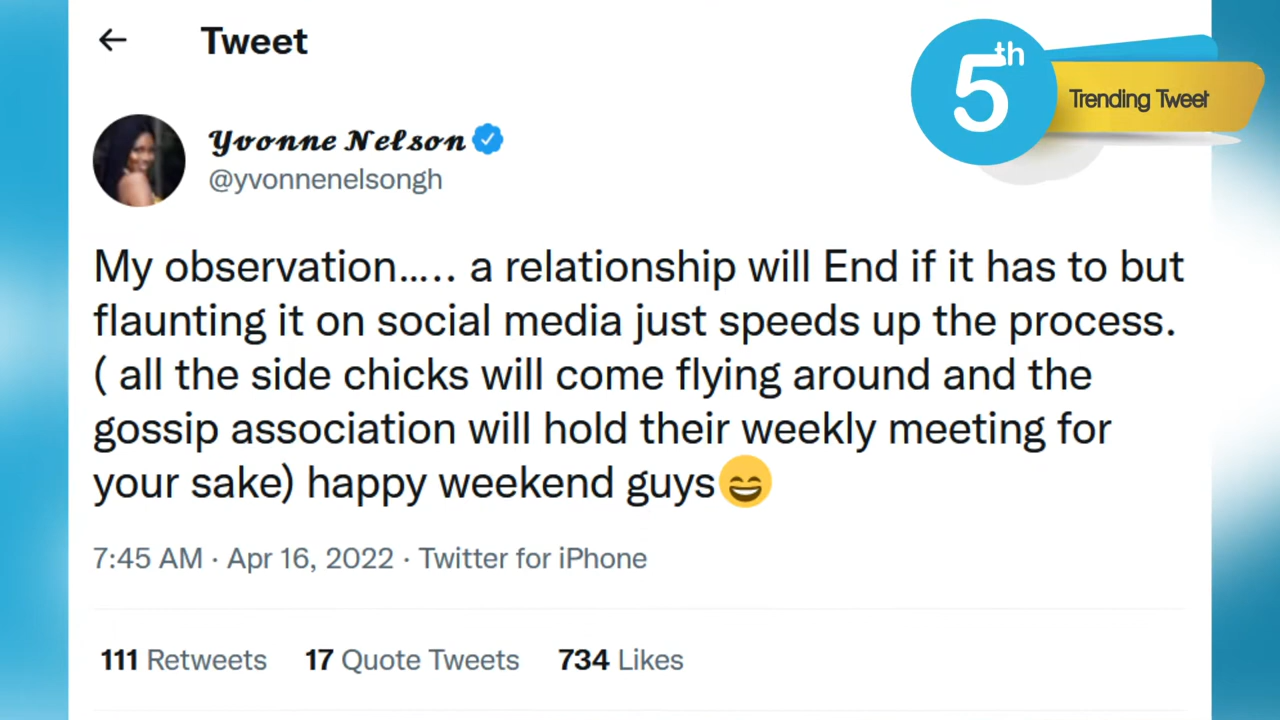 ← Tweet
5th
Trending Tweet
Yvonne Nelson
@yvonnenelsongh
My observation..... a relationship will End if it has to but
flaunting it on social media just speeds up the process.
( all the side chicks will come flying around and the
gossip association will hold their weekly meeting for
your sake) happy weekend guys😄
7:45 AM · Apr 16, 2022 · Twitter for iPhone
111 Retweets 17 Quote Tweets 734 Likes